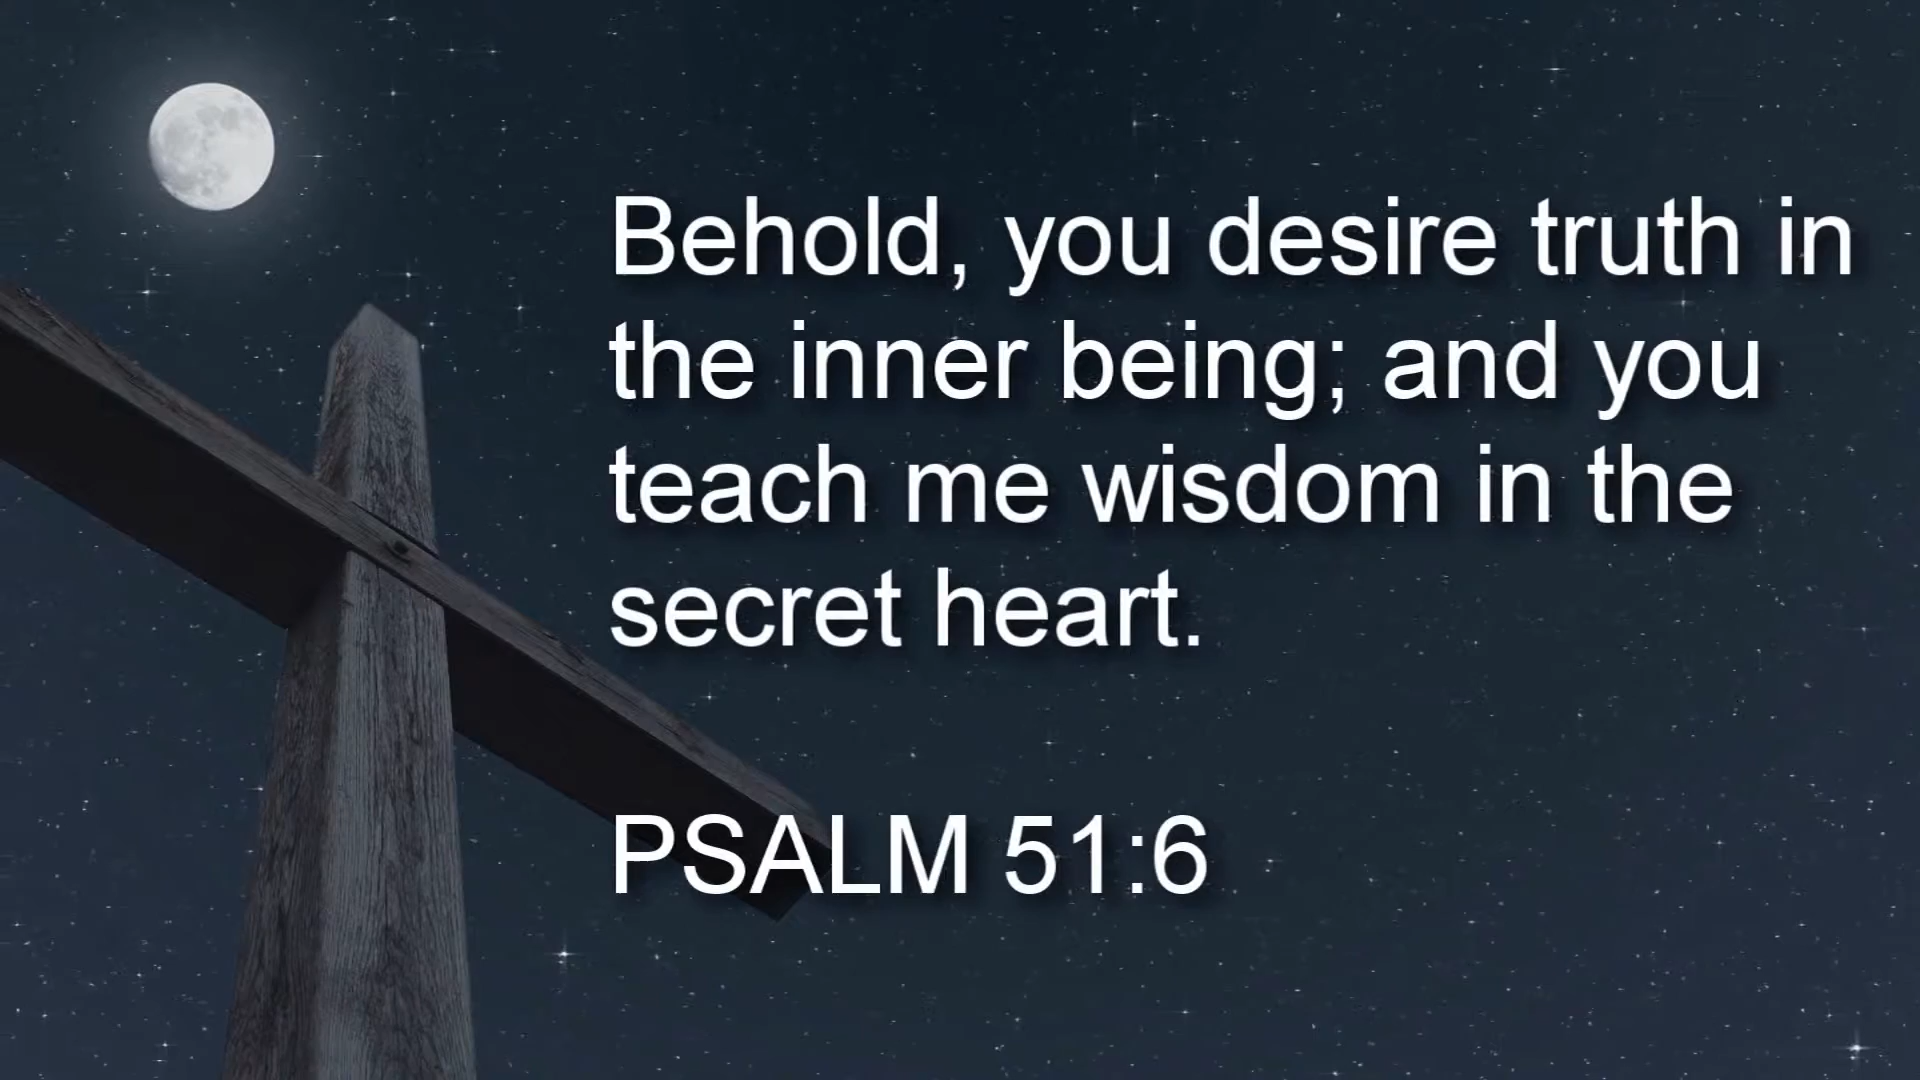 Behold, you desire truth in
the inner being; and you
teach me wisdom in the
secret heart.
PSALM 51:6